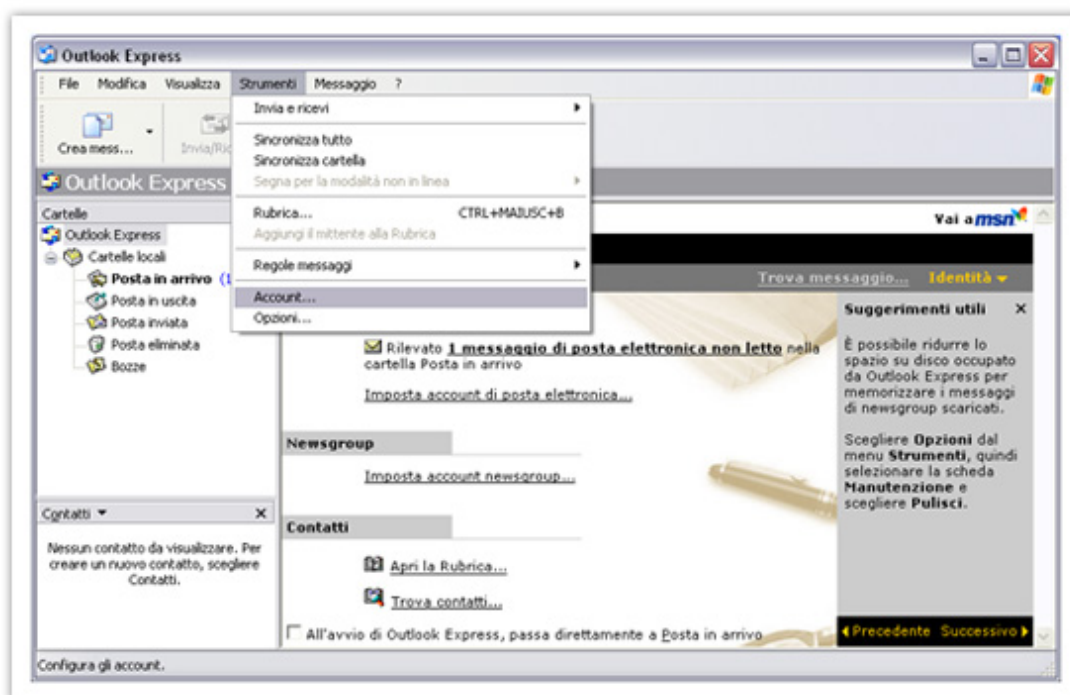 Outlook Express
File Modifica Visualizza Strumenti Messaggio ?
Crea mess...
Invia e ricevi
Sincronizza tutto
Sincronizza cartella
Segna per la modalità non in linea
Rubrica... CTRL+MAIUSC+B
Aggiungi il mittente alla Rubrica
Regole messaggi
Account...
Opzioni...
Outlook Express
Cartelle
Outlook Express
Cartelle locali
Posta in arrivo (1
Posta in uscita
Posta inviata
Posta eliminata
Bozze
Contatti
Nessun contatto da visualizzare. Per
creare un nuovo contatto, scegliere
Contatti.
Vai a msn
Trova messaggio... Identità
Rilevato 1 messaggio di posta elettronica non letto nella
cartella Posta in arrivo
Imposta account di posta elettronica...
Newsgroup
Imposta account newsgroup...
Contatti
Apri la Rubrica...
Trova contatti...
All'avvio di Outlook Express, passa direttamente a Posta in arrivo
Suggerimenti utili
È possibile ridurre lo
spazio su disco occupato
da Outlook Express per
memorizzare i messaggi
di newsgroup scaricati.
Scegliere Opzioni dal
menu Strumenti, quindi
selezionare la scheda
Manutenzione e
scegliere Pulisci.
Precedente Successivo
Configura gli account.